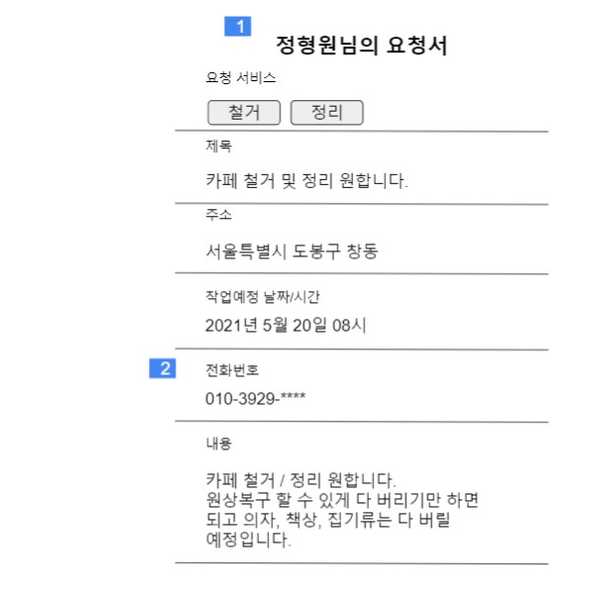 1
정형원님의 요청서
요청 서비스
철거 정리
제목
카페 철거 및 정리 원합니다.
주소
서울특별시 도봉구 창동
작업예정 날짜/시간
2021년 5월 20일 08시
2 전화번호
010-3929-****
내용
카페 철거 / 정리 원합니다.
원상복구 할 수 있게 다 버리기만 하면
되고 의자, 책상, 집기류는 다 버릴
예정입니다.